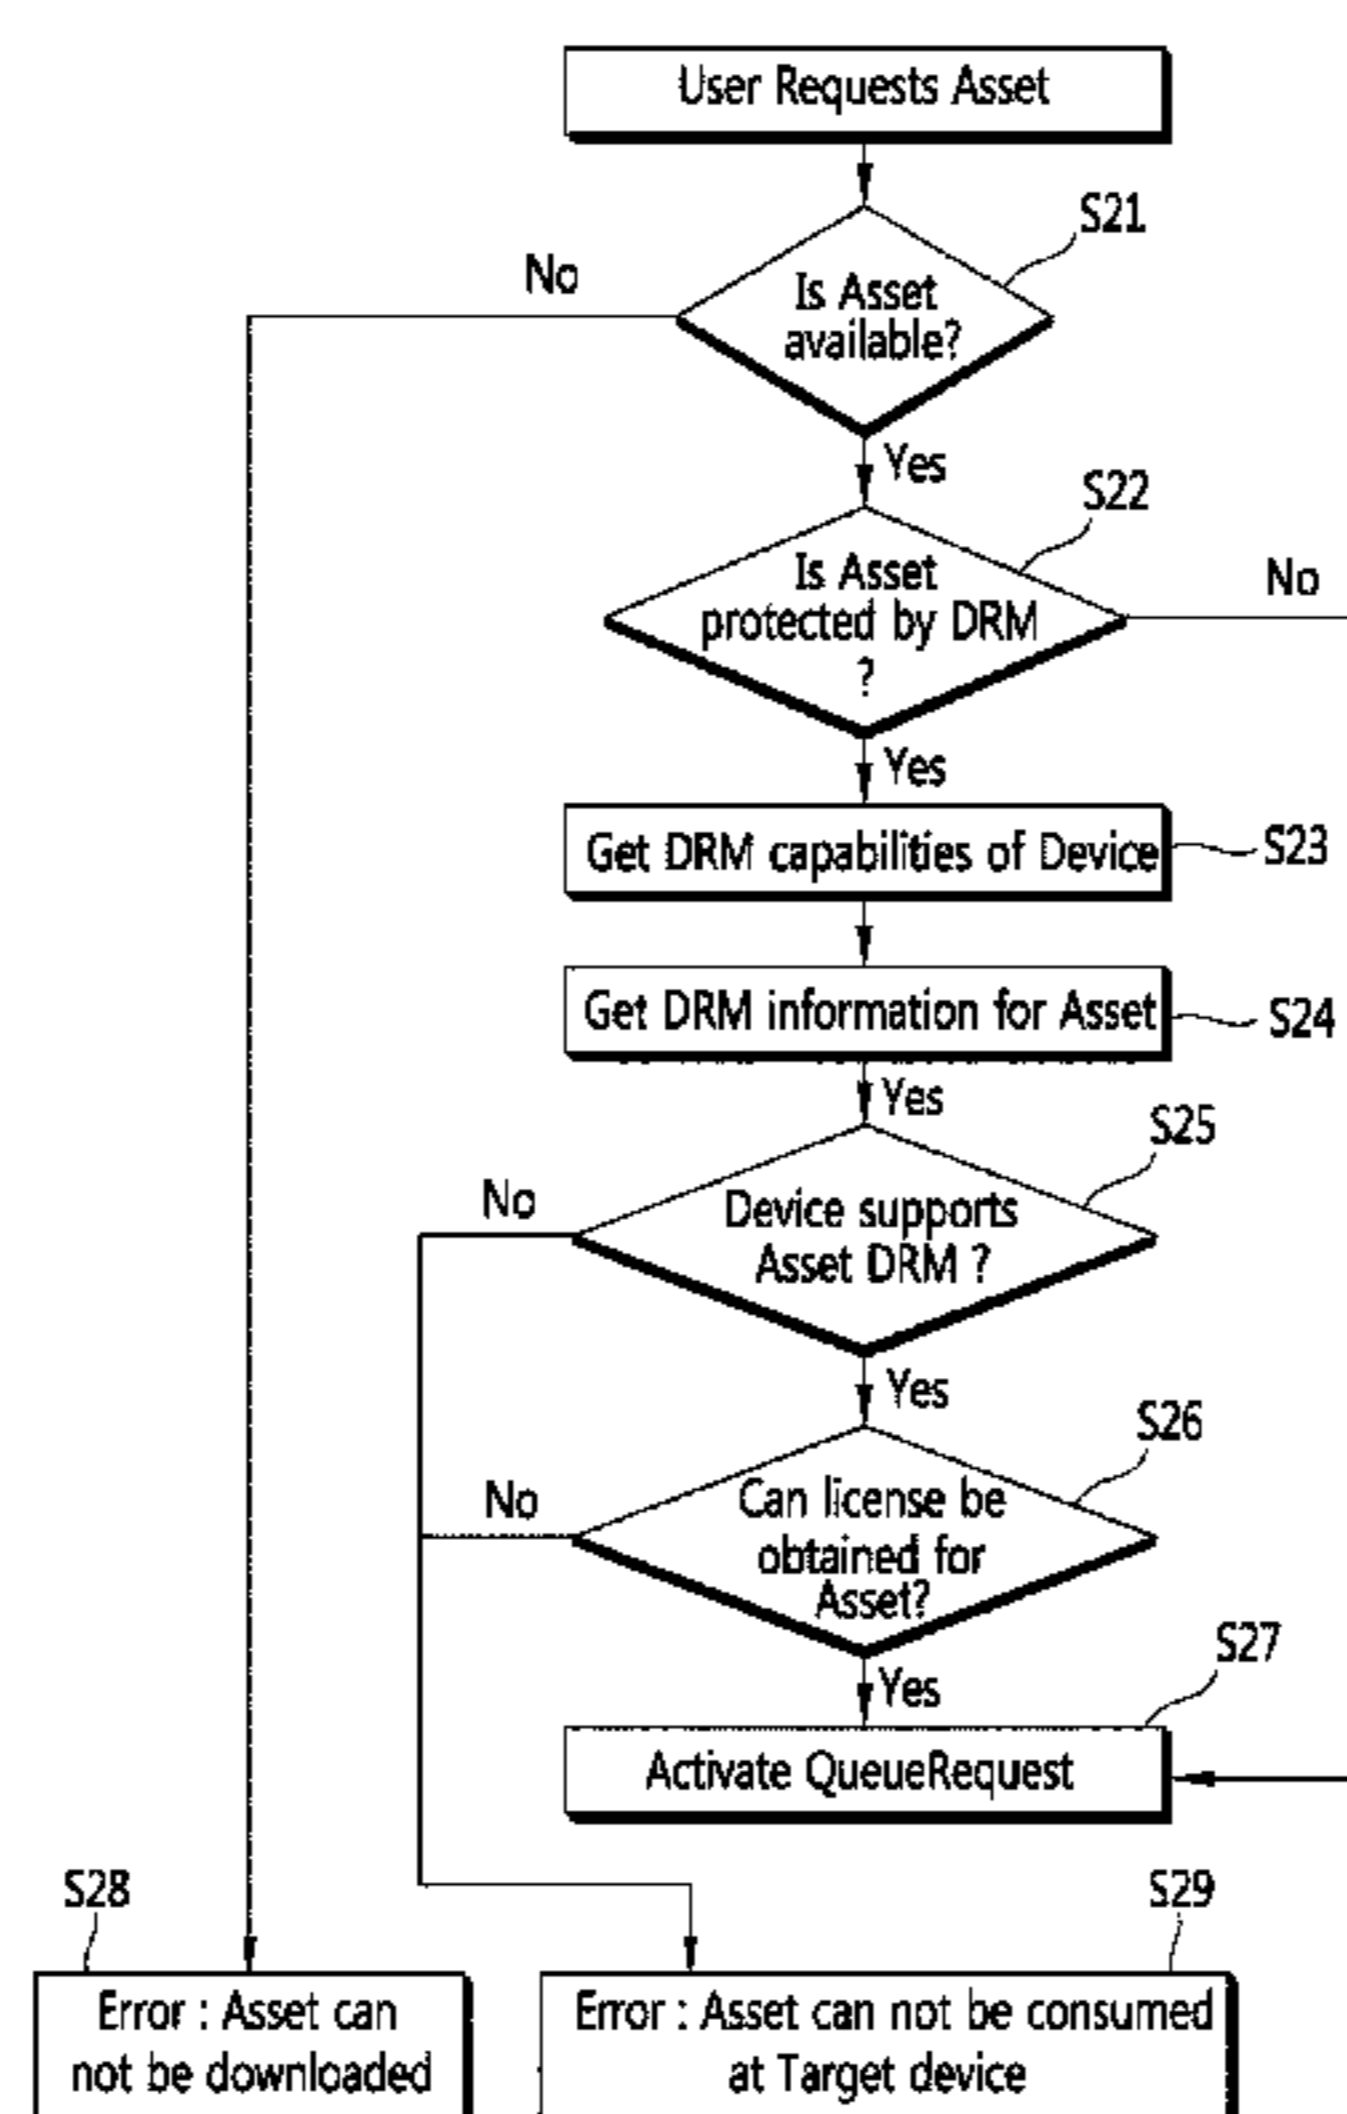 User Requests Asset
S21
No
Is Asset
available?
Yes
S22
Is Asset
protected by DRM
?
No
Yes
Get DRM capabilities of Device
S23
Get DRM information for Asset
S24
Yes
S25
No
Device supports
Asset DRM ?
Yes
S26
No
Can license be
obtained for
Asset?
S27
Yes
Activate QueueRequest
S28
S29
Error : Asset can
not be downloaded
Error : Asset can not be consumed
at Target device